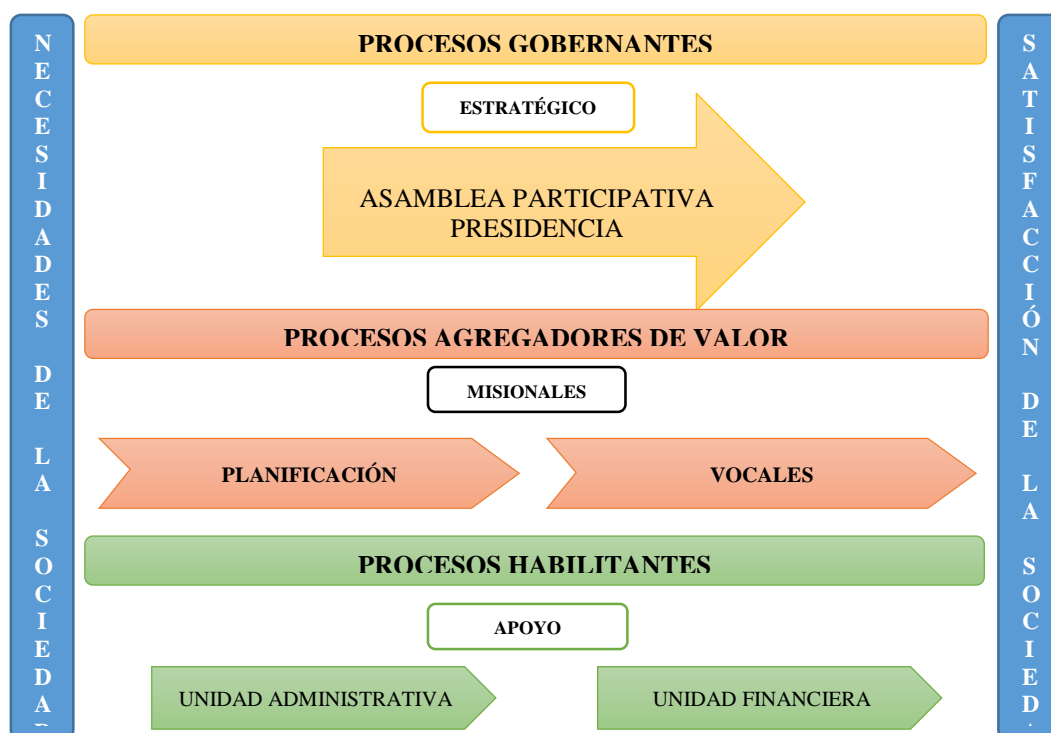 NECESIDADES DE LA SOCIEDAD
PROCESOS GOBERNANTES
ESTRATÉGICO
ASAMBLEA PARTICIPATIVA
PRESIDENCIA
PROCESOS AGREGADORES DE VALOR
MISIONALES
PLANIFICACIÓN
VOCALES
PROCESOS HABILITANTES
APOYO
UNIDAD ADMINISTRATIVA
UNIDAD FINANCIERA
SATISFACCIÓN DE LA SOCIEDA